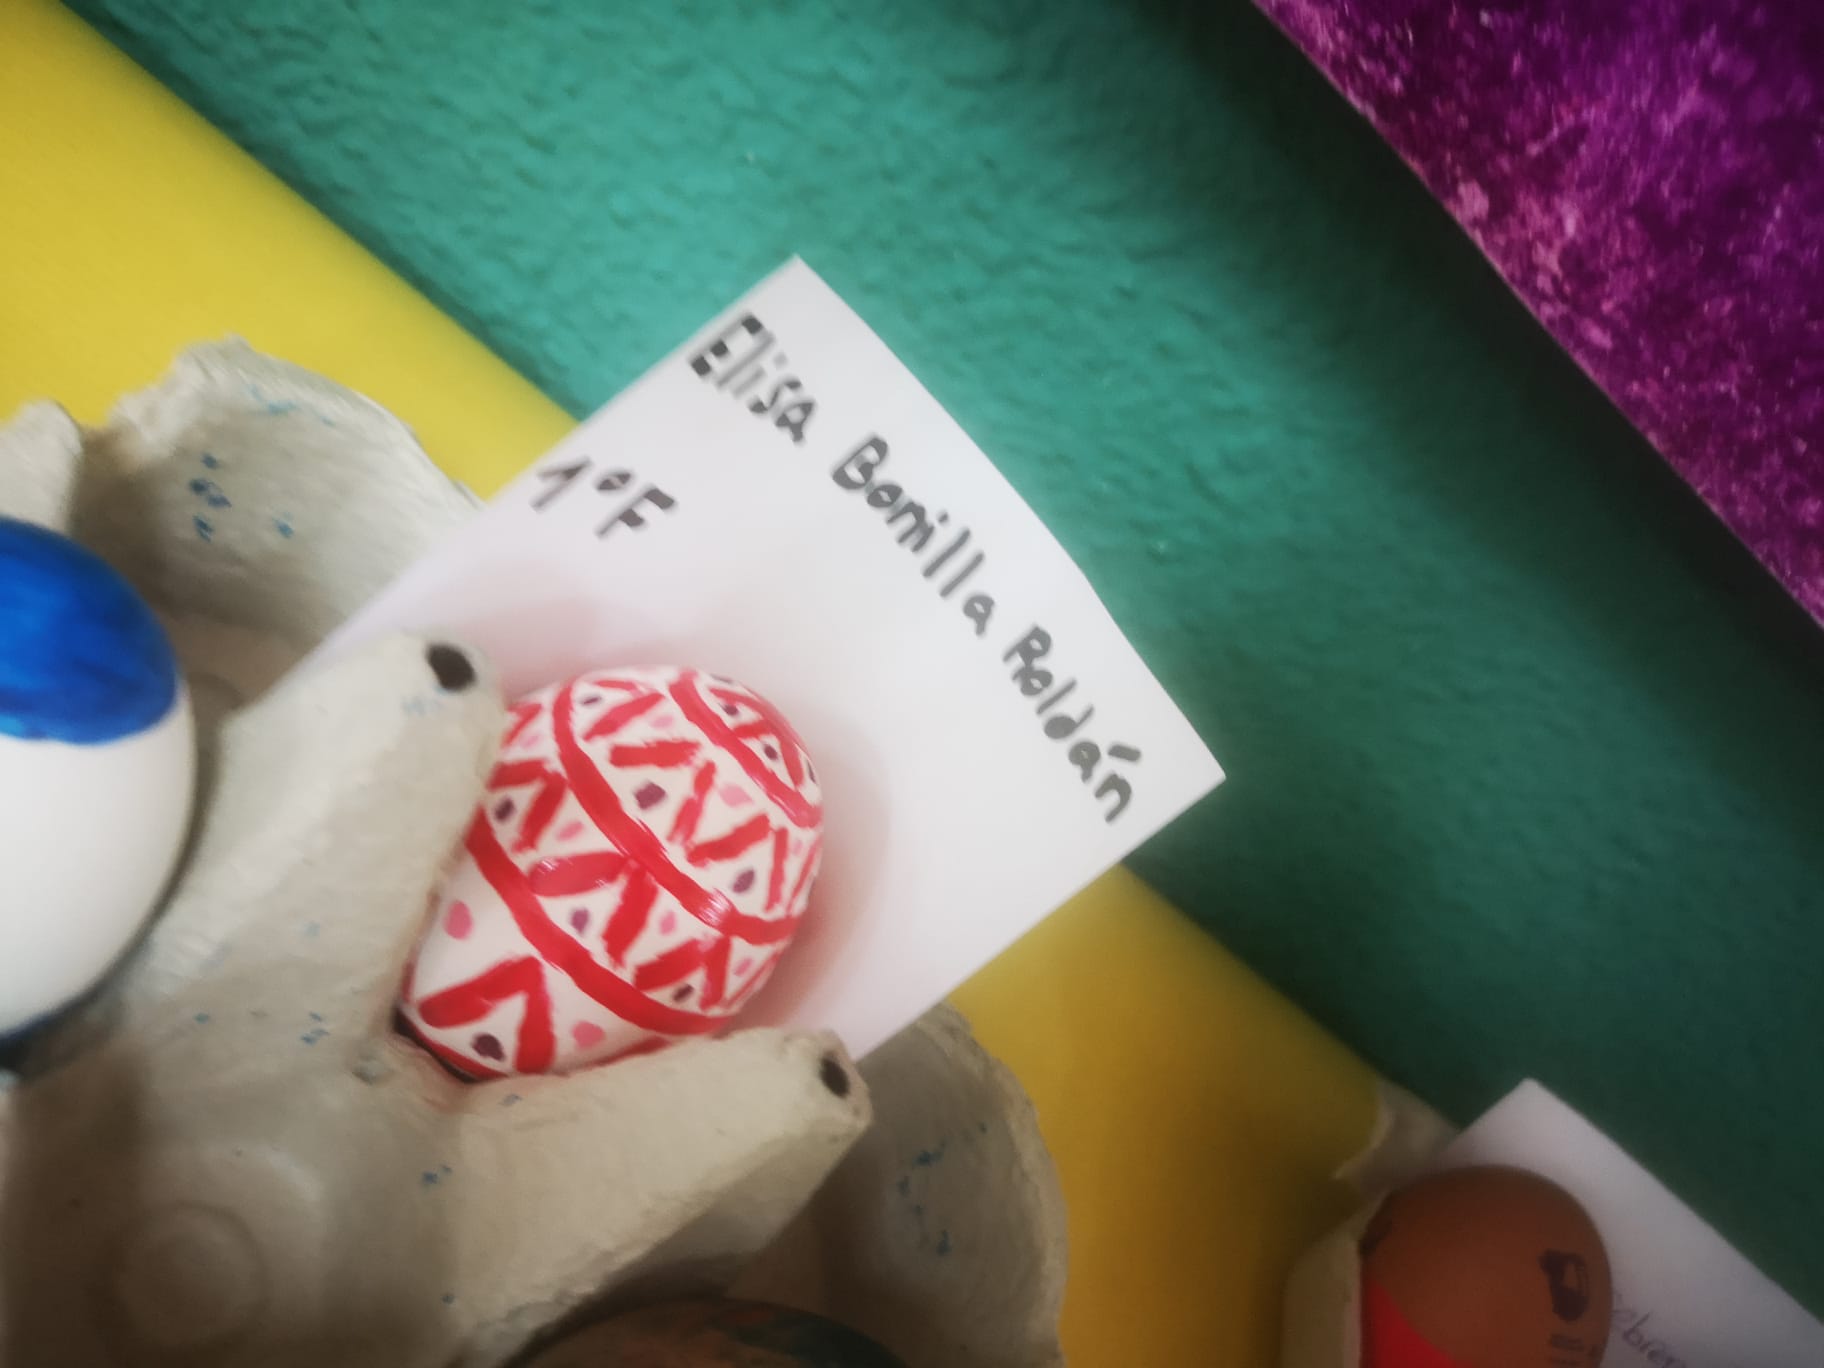 Elisa Bonilla Roldán
1ºF